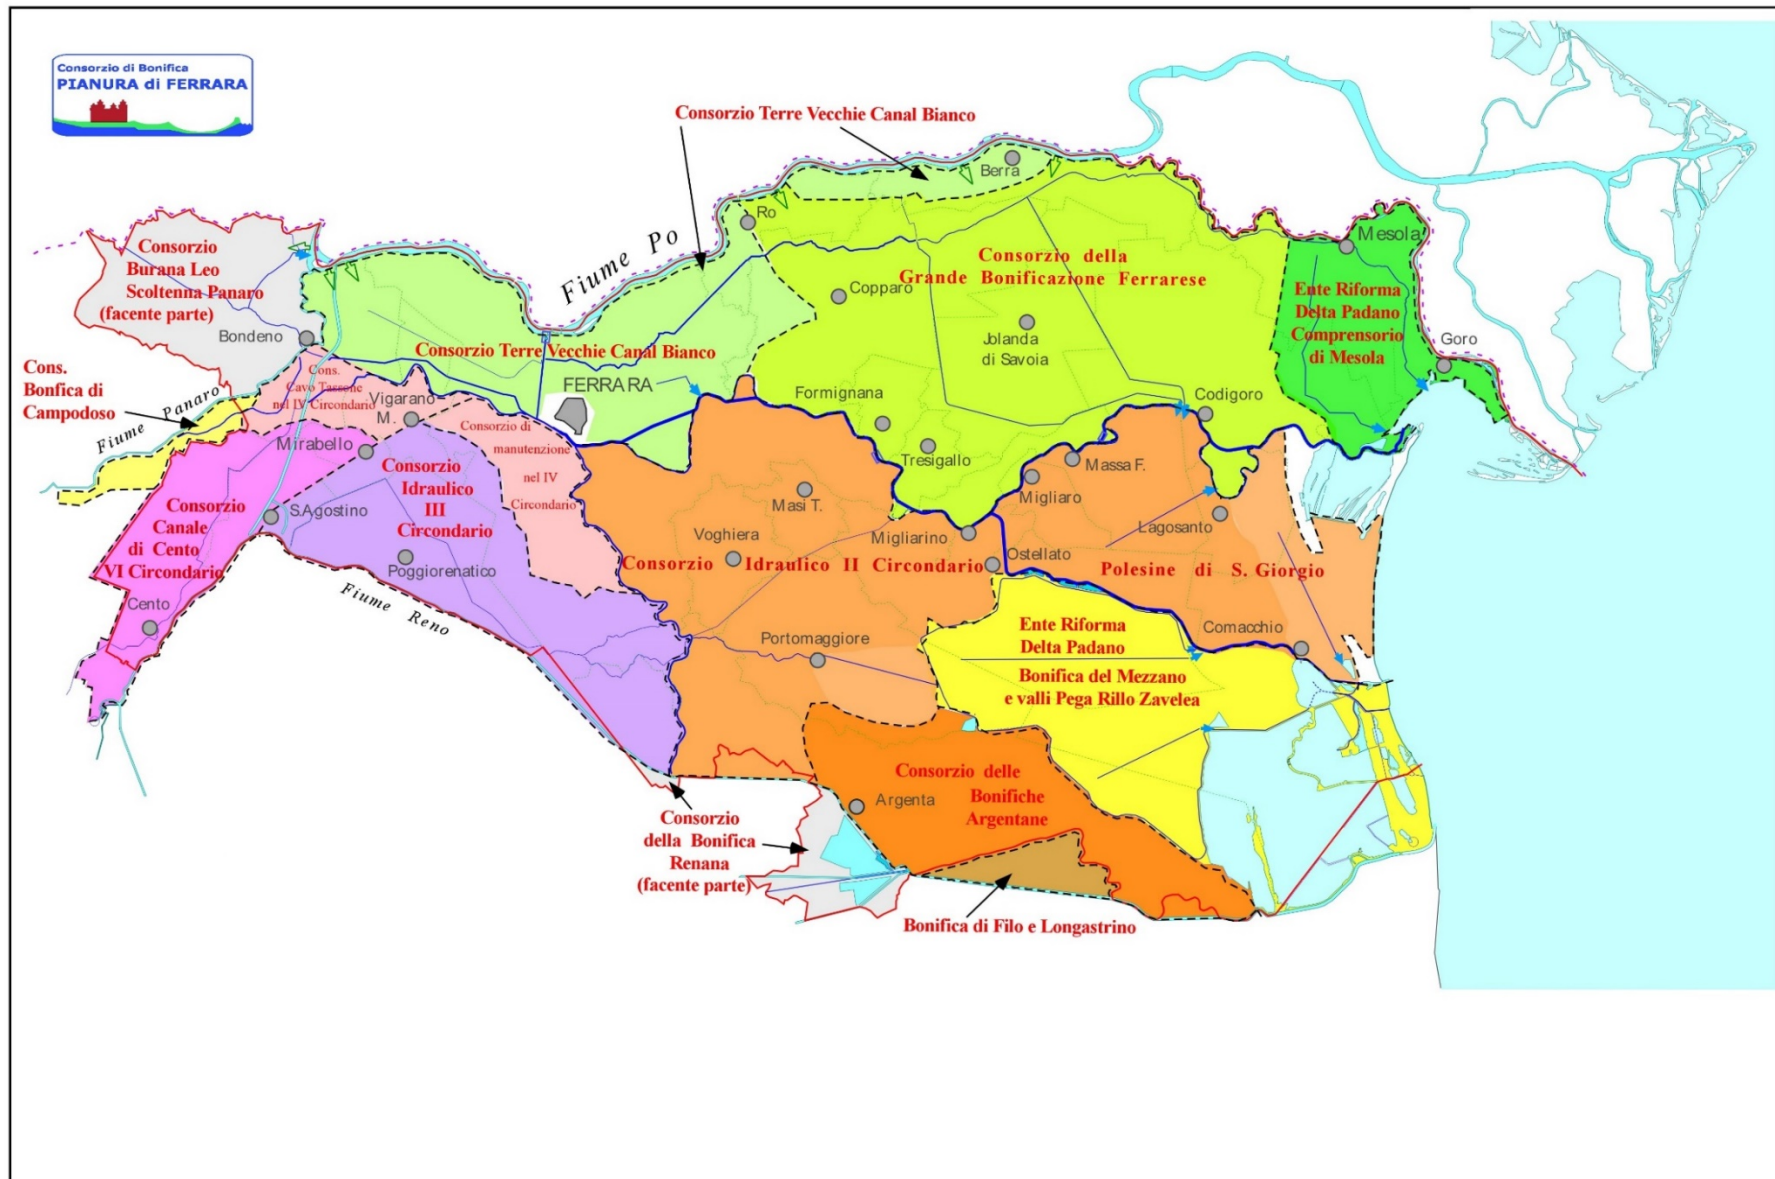 Consorzio di Bonifica
PIANURA di FERRARA
Consorzio Terre Vecchie Canal Bianco
Berra
Ro
Fiume Po
Mesola
Consorzio
Burana Leo
Scoltenna Panaro
(facente parte)
Consorzio della
Grande Bonificazione Ferrarese
Copparo
Jolanda
di Savoia
Ente Riforma
Delta Padano
Comprensorio
di Mesola
Goro
Bondeno
Consorzio Terre Vecchie Canal Bianco
FERRARA
Cons.
Bonfica di
Campodoso
Fiume Panaro
Cons.
Cavo Tassone
nel IV Circondario
Vigarano
M.
Mirabello
Consorzio di
manutenzione
nel IV
Circondario
Formignana
Tresigallo
Codigoro
Massa F.
Migliaro
Lagosanto
Consorzio
Idraulico
III
Circondario
Consorzio
Canale
di Cento
VI Circondario
S.Agostino
Poggiorenatico
Cento
Fiume Reno
Masi T.
Voghiera
Migliarino
Ostellato
Consorzio Idraulico II Circondario
Polesine di S. Giorgio
Portomaggiore
Comacchio
Ente Riforma
Delta Padano
Bonifica del Mezzano
e valli Pega Rillo Zavelea
Consorzio delle
Bonifiche
Argentane
Argenta
Consorzio
della Bonifica
Renana
(facente parte)
Bonifica di Filo e Longastrino